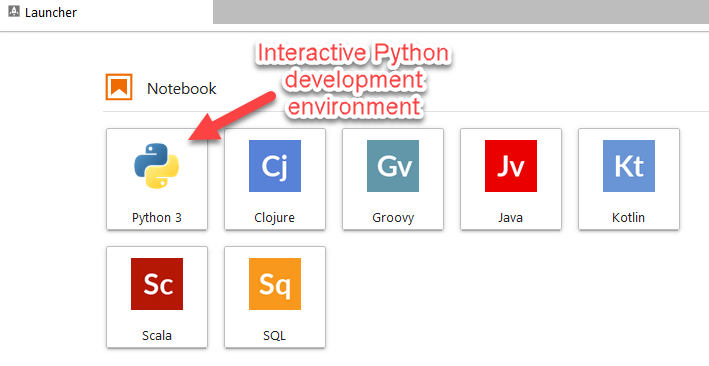 Launcher
Interactive Python
development
environment
Notebook
Cj
Gv
Jv
Kt
Python 3
Clojure
Groovy
Java
Kotlin
Sc
Sq
Scala
SQL